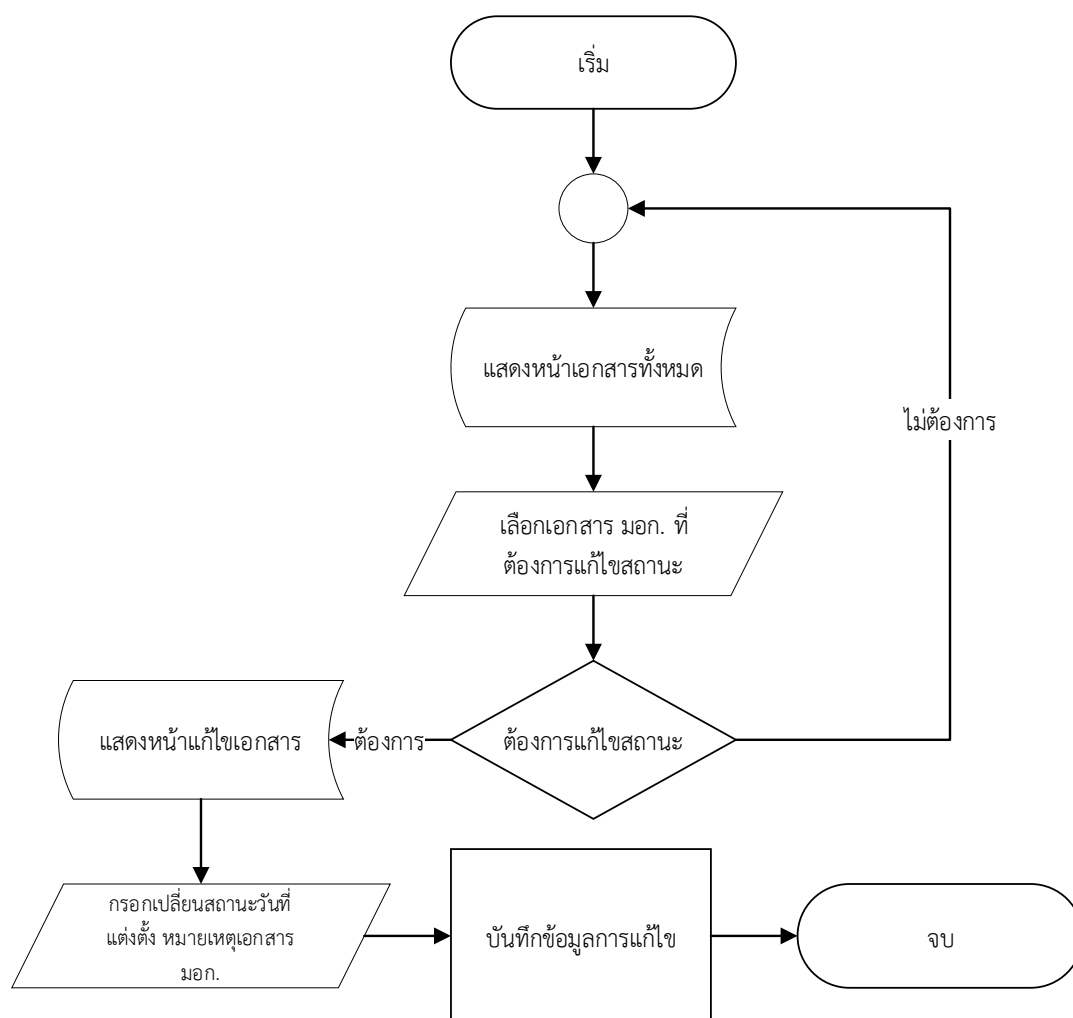 เริ่ม
แสดงหน้าเอกสารทั้งหมด
ไม่ต้องการ
เลือกเอกสาร มอก. ที่
ต้องการแก้ไขสถานะ
แสดงหน้าแก้ไขเอกสาร
ต้องการ
ต้องการแก้ไขสถานะ
กรอกเปลี่ยนสถานะวันที่
แต่งตั้ง หมายเหตุเอกสาร
มอก.
บันทึกข้อมูลการแก้ไข
จบ